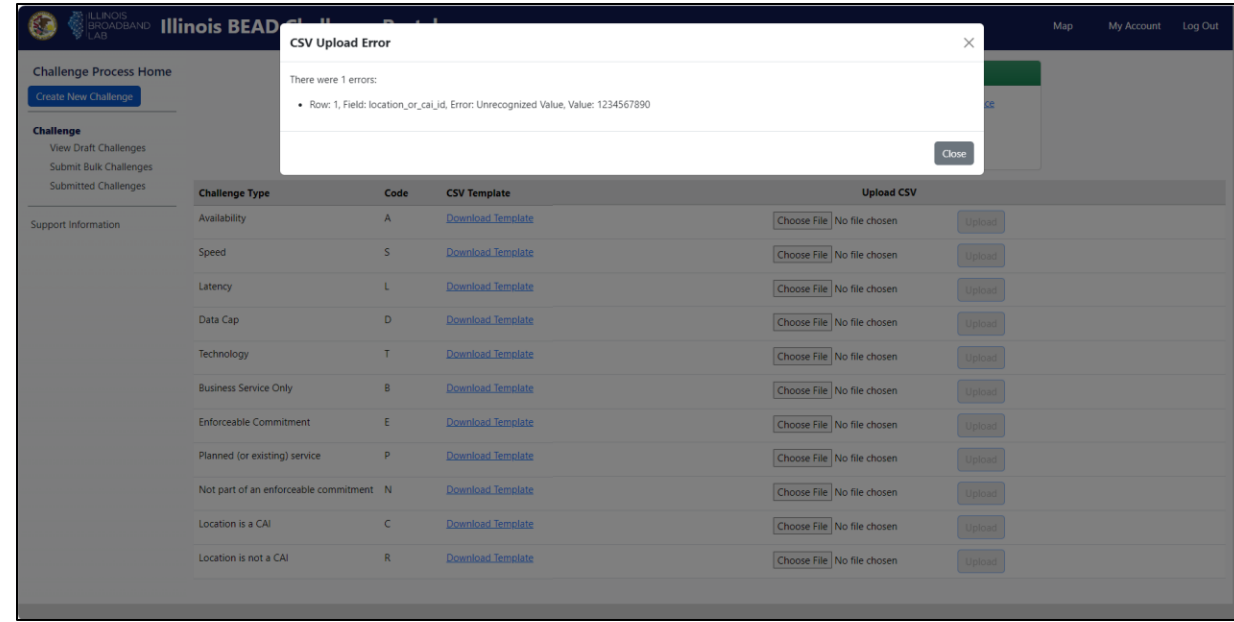 ILLINOIS
BROADBAND
LAB
Illinois BEAD
Map My Account Log Out
CSV Upload Error
There were 1 errors:
• Row: 1, Field: location_or_cai_id, Error: Unrecognized Value, Value: 1234567890
Close
Challenge Process Home
Create New Challenge
Challenge
View Draft Challenges
Submit Bulk Challenges
Submitted Challenges
Support Information
Challenge Type Code CSV Template Upload CSV
Availability A Download Template Choose File No file chosen Upload
Speed S Download Template Choose File No file chosen Upload
Latency L Download Template Choose File No file chosen Upload
Data Cap D Download Template Choose File No file chosen Upload
Technology T Download Template Choose File No file chosen Upload
Business Service Only B Download Template Choose File No file chosen Upload
Enforceable Commitment E Download Template Choose File No file chosen Upload
Planned (or existing) service P Download Template Choose File No file chosen Upload
Not part of an enforceable commitment N Download Template Choose File No file chosen Upload
Location is a CAI C Download Template Choose File No file chosen Upload
Location is not a CAI R Download Template Choose File No file chosen Upload